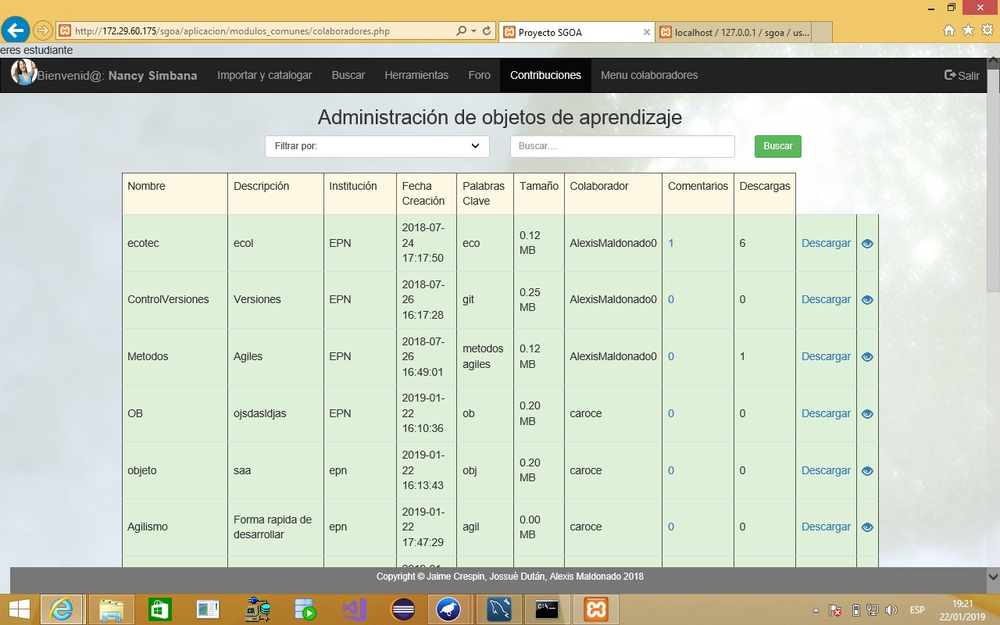 http://172.29.60.175/sgoa/aplicacion/modulos_comunes/colaboradores.php
Proyecto SGOA
localhost / 127.0.0.1 / sgoa / us...
eres estudiante
Bienvenid@: Nancy Simbana
Importar y catalogar
Buscar
Herramientas
Foro
Contribuciones
Menu colaboradores
Salir
Administración de objetos de aprendizaje
Filtrar por:
Buscar....
Buscar
Nombre
Descripción
Institución
Fecha
Creación
Palabras
Clave
Tamaño
Colaborador
Comentarios
Descargas
ecotec
ecol
EPN
2018-07-
24
17:17:50
eco
0.12
MB
AlexisMaldonado0
1
6
Descargar
ControlVersiones
Versiones
EPN
2018-07-
26
16:17:28
git
0.25
MB
AlexisMaldonado0
0
0
Descargar
Metodos
Agiles
EPN
2018-07-
26
16:49:01
metodos
agiles
0.12
MB
AlexisMaldonado0
0
1
Descargar
OB
ojsdasldjas
EPN
2019-01-
22
16:10:36
ob
0.20
MB
caroce
0
0
Descargar
objeto
saa
epn
2019-01-
22
16:13:43
obj
0.20
MB
caroce
0
0
Descargar
Agilismo
Forma rapida de
desarrollar
epn
2019-01-
22
17:47:29
agil
0.00
MB
caroce
0
0
Descargar
2019-01-
Copyright © Jaime Crespin, Jossué Dután, Alexis Maldonado 2018
ESP
19:21
22/01/2019